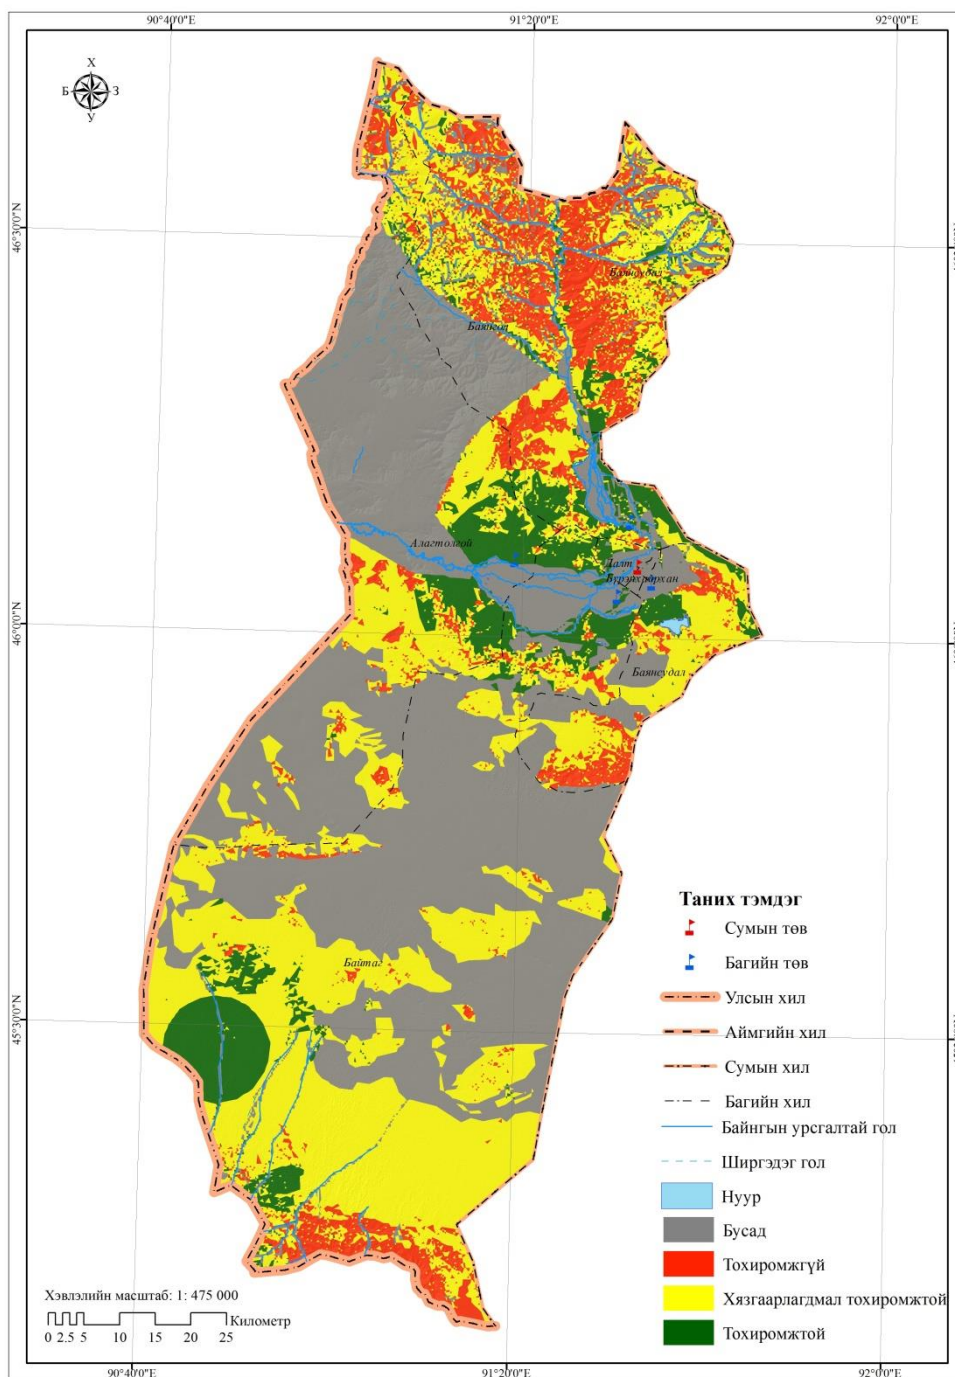 90°40'0"E
91°20'0"E
92°0'0"E
Х
Б
З
У
46°30'0"N
Баянгол
Алагтолгой
Далт
46°0'0"N
Баянсудал
Байтаг
45°30'0"N
Таних тэмдэг
Сумын төв
Багийн төв
Улсын хил
Аймгийн хил
Сумын хил
Багийн хил
Байнгын урсгалтай гол
Ширгэдэг гол
Нуур
Бусад
Тохиромжгүй
Хязгаарлагдмал тохиромжтой
Тохиромжтой
Хэвлэлийн масштаб: 1: 475 000
Километр
0 2.5 5 10 15 20 25
90°40'0"E
91°20'0"E
92°0'0"E